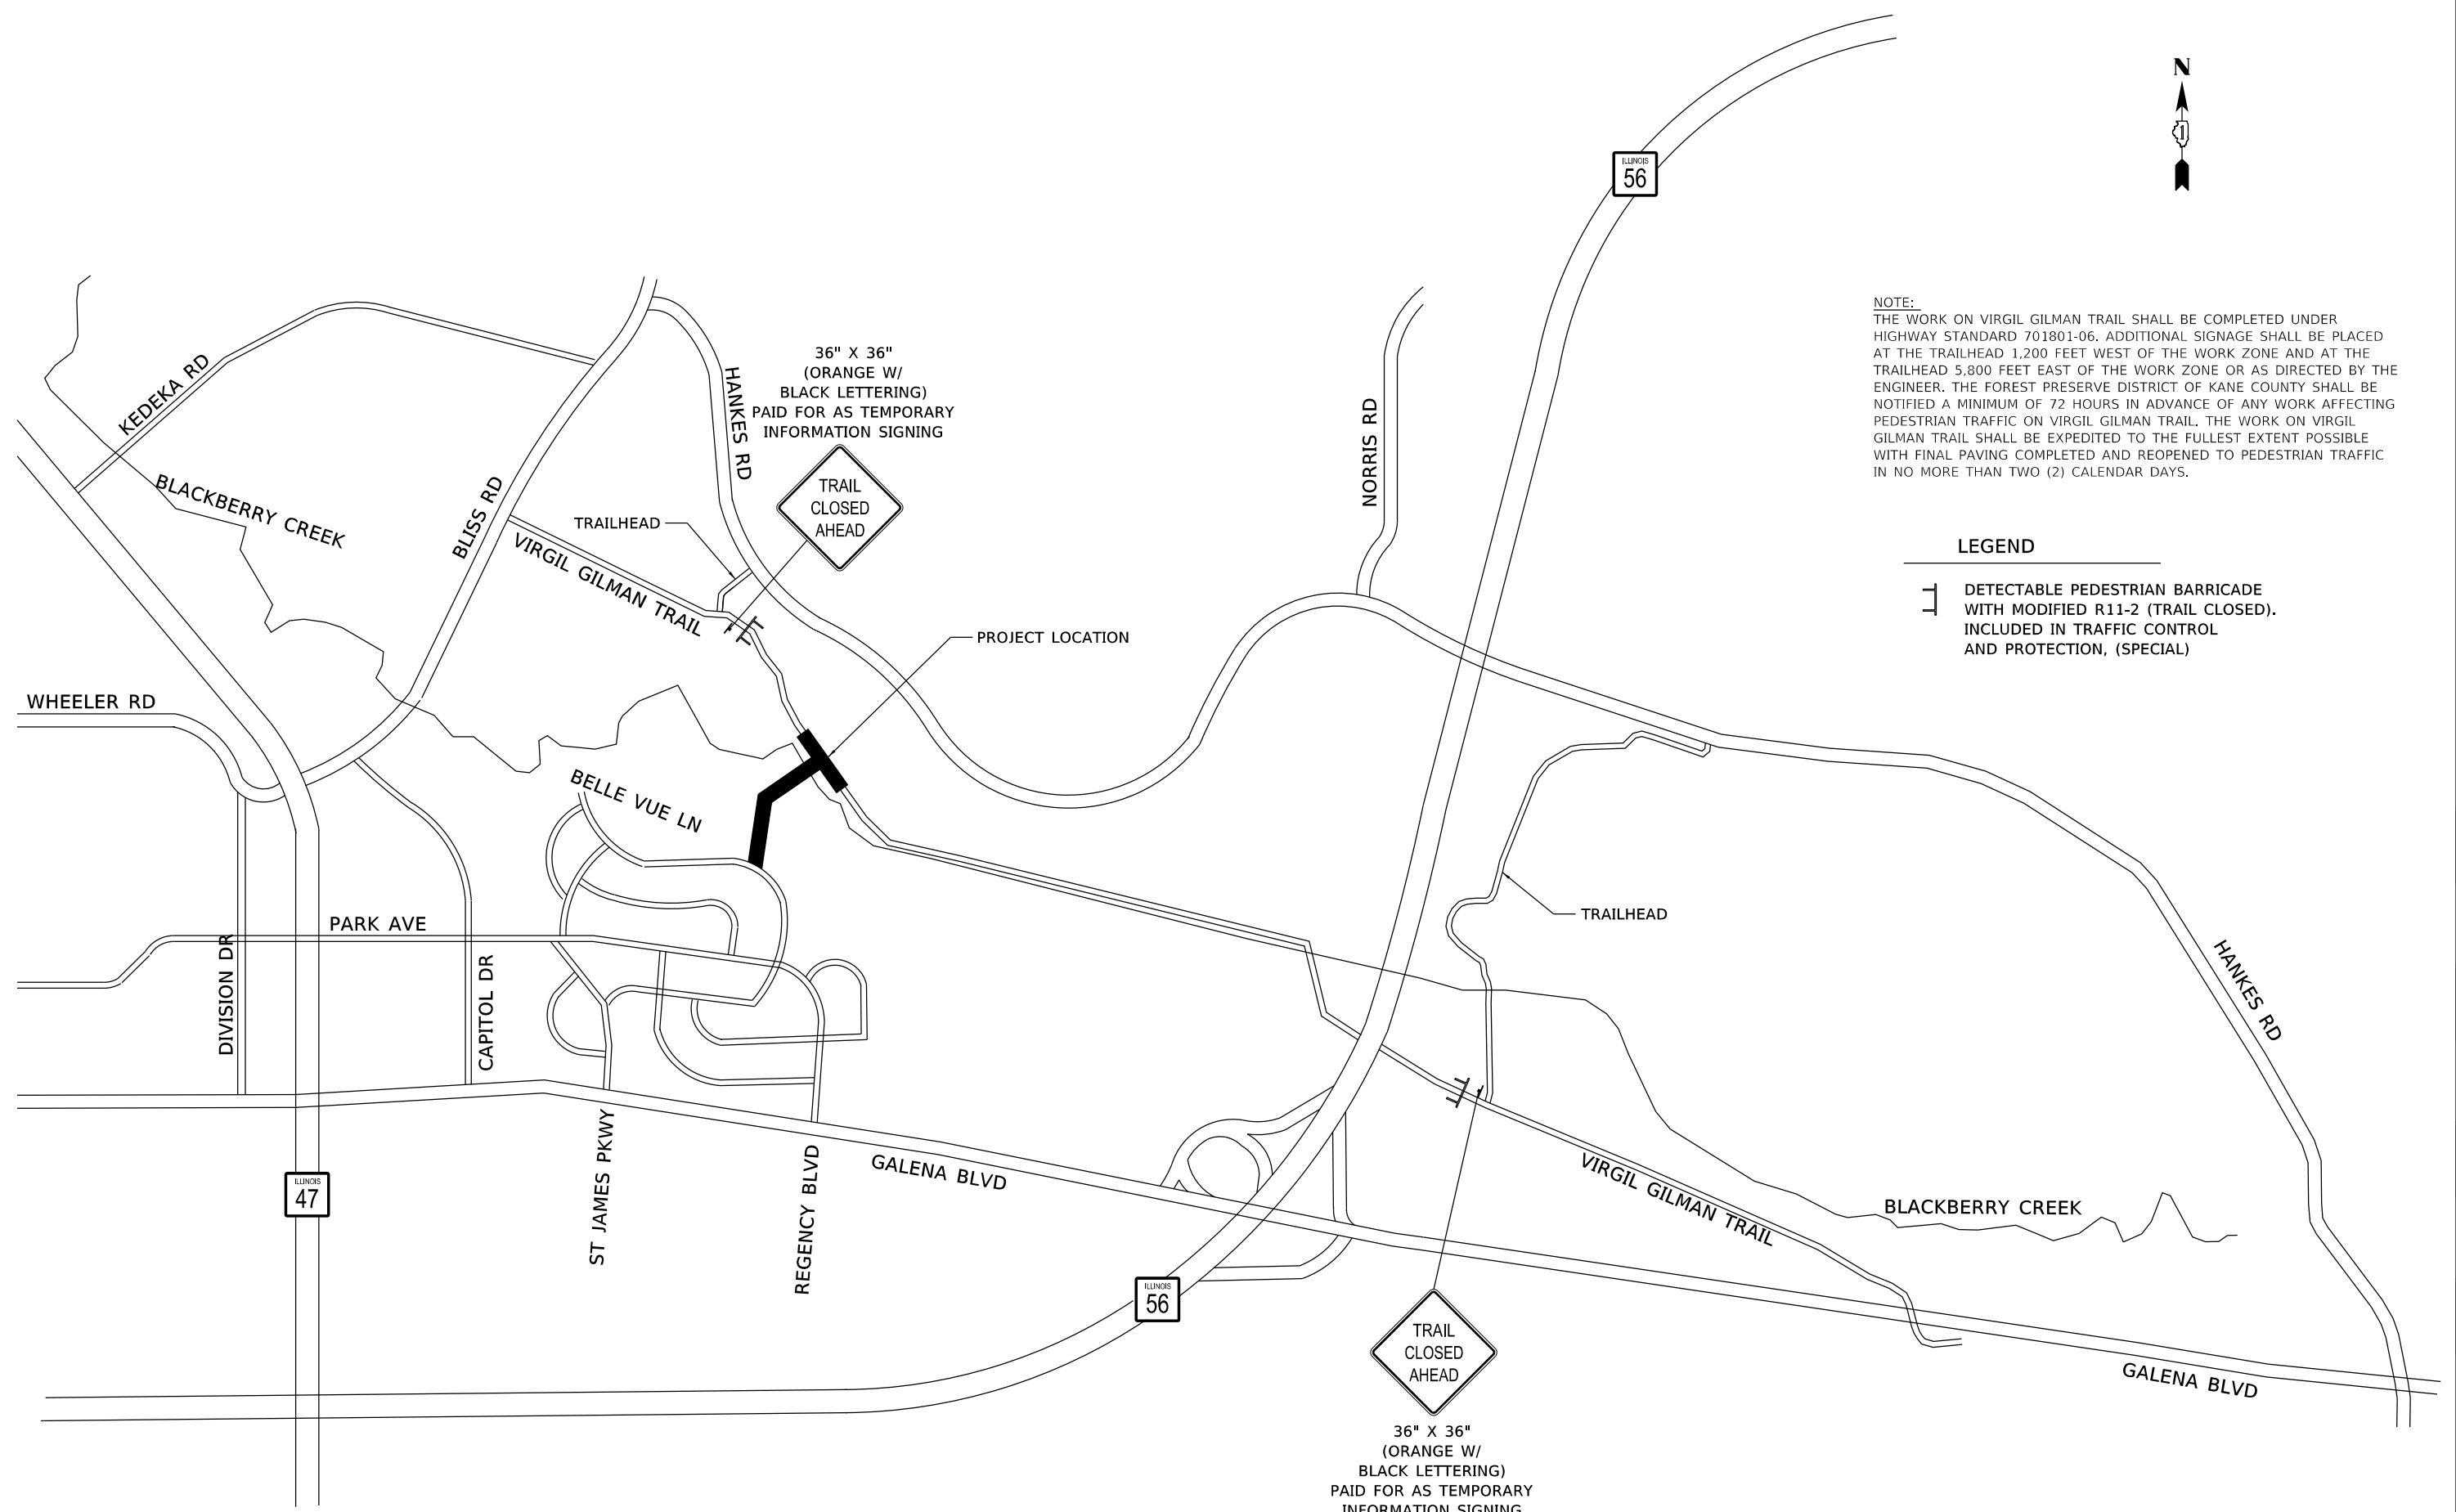 N
1
ILLINOIS
56
NOTE:
THE WORK ON VIRGIL GILMAN TRAIL SHALL BE COMPLETED UNDER
HIGHWAY STANDARD 701801-06. ADDITIONAL SIGNAGE SHALL BE PLACED
AT THE TRAILHEAD 1,200 FEET WEST OF THE WORK ZONE AND AT THE
TRAILHEAD 5,800 FEET EAST OF THE WORK ZONE OR AS DIRECTED BY THE
ENGINEER. THE FOREST PRESERVE DISTRICT OF KANE COUNTY SHALL BE
NOTIFIED A MINIMUM OF 72 HOURS IN ADVANCE OF ANY WORK AFFECTING
PEDESTRIAN TRAFFIC ON VIRGIL GILMAN TRAIL. THE WORK ON VIRGIL
GILMAN TRAIL SHALL BE EXPEDITED TO THE FULLEST EXTENT POSSIBLE
WITH FINAL PAVING COMPLETED AND REOPENED TO PEDESTRIAN TRAFFIC
IN NO MORE THAN TWO (2) CALENDAR DAYS.
LEGEND
DETECTABLE PEDESTRIAN BARRICADE
WITH MODIFIED R11-2 (TRAIL CLOSED).
INCLUDED IN TRAFFIC CONTROL
AND PROTECTION, (SPECIAL)
36" X 36"
(ORANGE W/
BLACK LETTERING)
PAID FOR AS TEMPORARY
INFORMATION SIGNING
TRAIL
CLOSED
AHEAD
KEDEKA RD
HANKES RD
NORRIS RD
BLACKBERRY CREEK
BLISS RD
TRAILHEAD
VIRGIL GILMAN TRAIL
PROJECT LOCATION
WHEELER RD
BELLE VUE LN
PARK AVE
TRAILHEAD
DIVISION DR
CAPITOL DR
HANKES RD
ILLINOIS
47
ST JAMES PKWY
REGENCY BLVD
GALENA BLVD
VIRGIL GILMAN TRAIL
BLACKBERRY CREEK
ILLINOIS
56
TRAIL
CLOSED
AHEAD
GALENA BLVD
36" X 36"
(ORANGE W/
BLACK LETTERING)
PAID FOR AS TEMPORARY
INFORMATION SIGNING